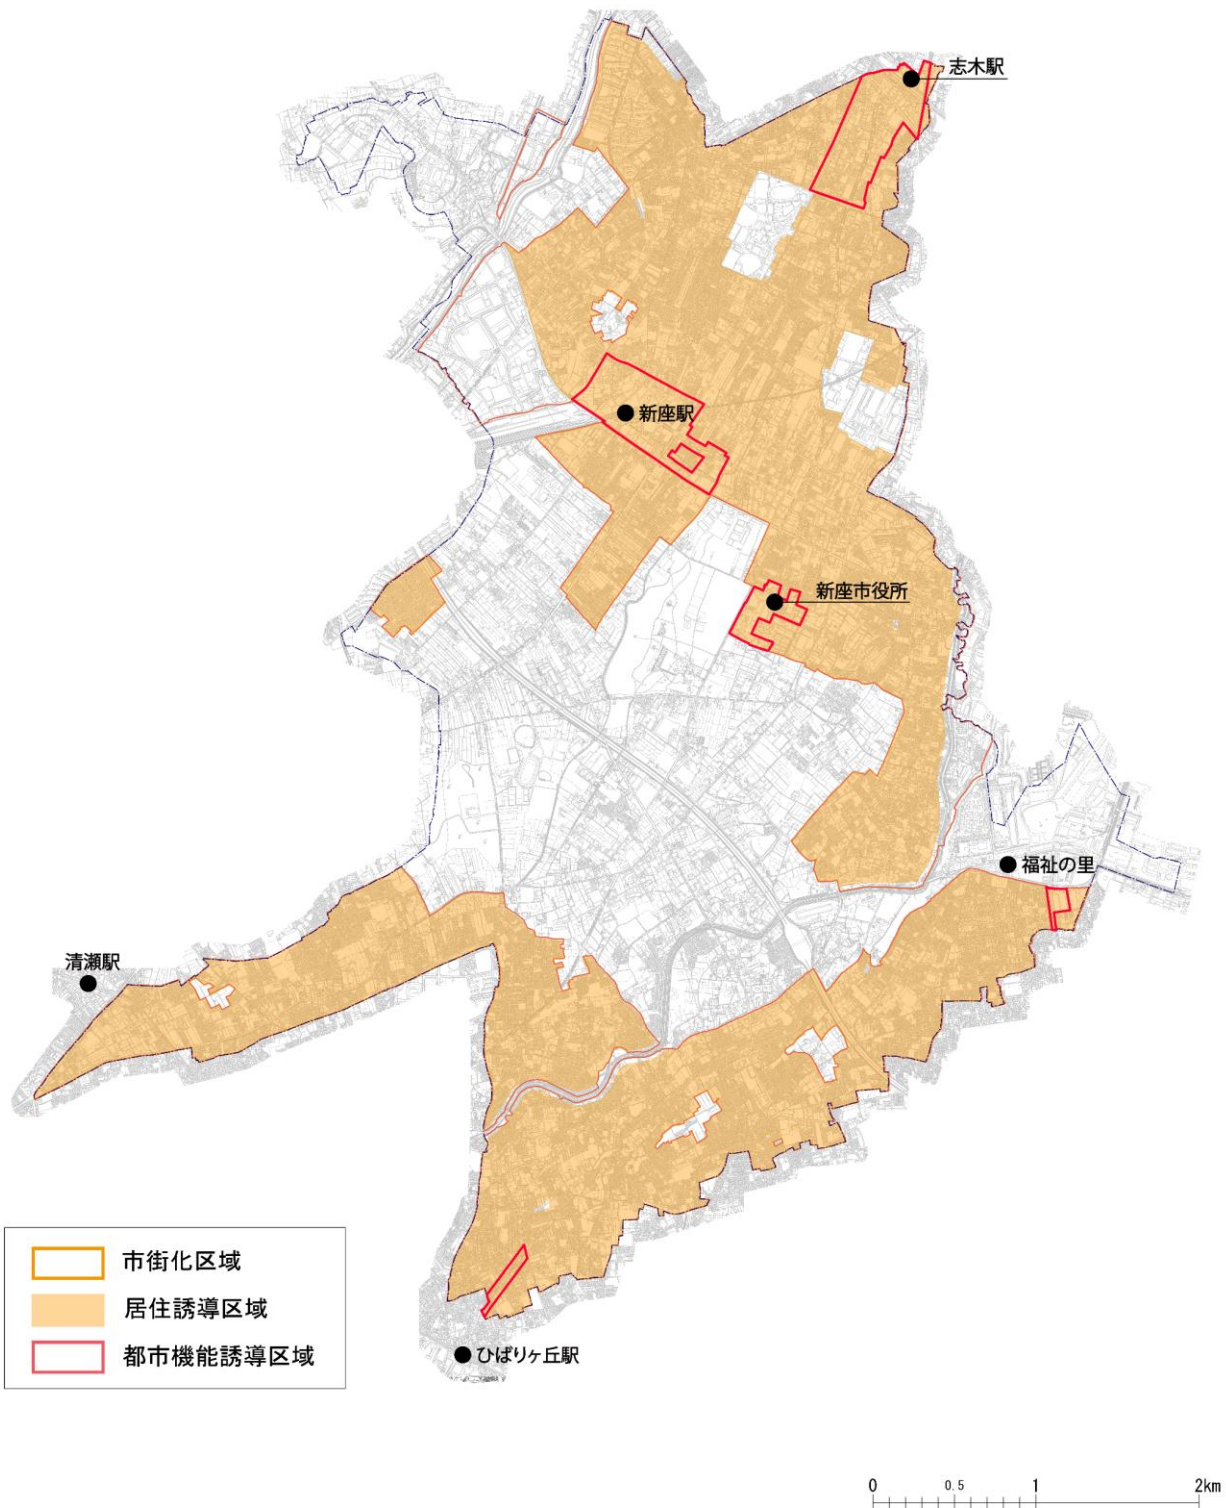 志木駅
新座駅
新座市役所
福祉の里
清瀬駅
市街化区域
居住誘導区域
都市機能誘導区域
ひばりヶ丘駅
0 0.5 1 2km